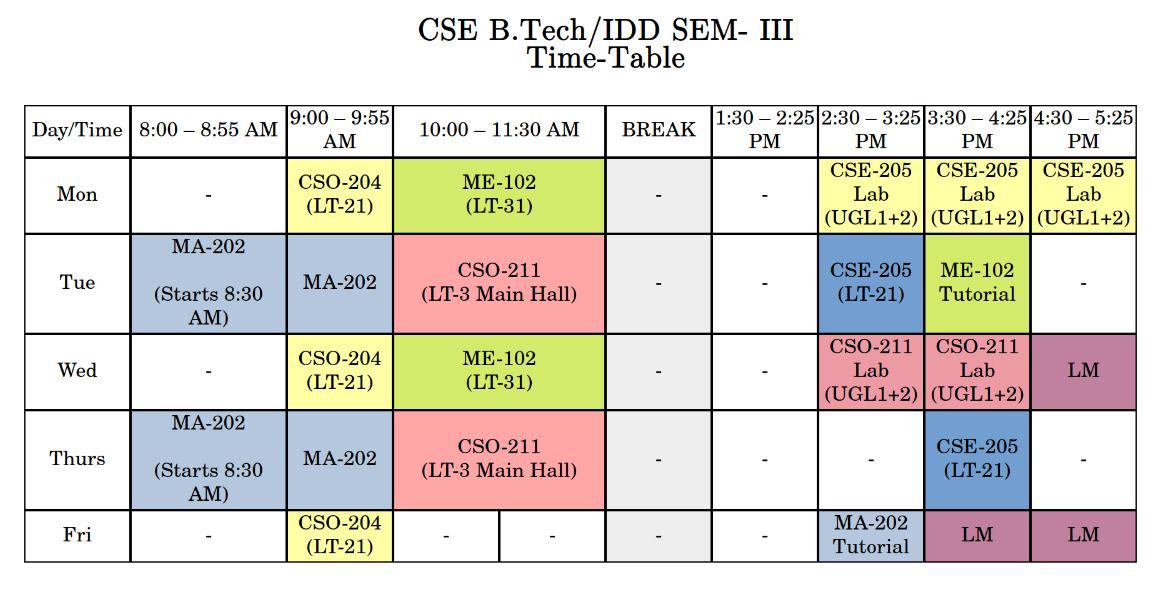 CSE B.Tech/IDD SEM- III
Time-Table
Day/Time 8:00 – 8:55 AM 9:00 – 9:55 AM 10:00 – 11:30 AM BREAK 1:30 – 2:25 PM 2:30 – 3:25 PM 3:30 – 4:25 PM 4:30 – 5:25 PM
Mon - CSO-204 (LT-21) ME-102 (LT-31) - - CSE-205 Lab (UGL1+2) CSE-205 Lab (UGL1+2) CSE-205 Lab (UGL1+2)
Tue MA-202 (Starts 8:30 AM) MA-202 CSO-211 (LT-3 Main Hall) - - CSE-205 (LT-21) ME-102 Tutorial -
Wed - CSO-204 (LT-21) ME-102 (LT-31) - - CSO-211 Lab (UGL1+2) CSO-211 Lab (UGL1+2) LM
Thurs MA-202 (Starts 8:30 AM) MA-202 CSO-211 (LT-3 Main Hall) - - - CSE-205 (LT-21) -
Fri - CSO-204 (LT-21) - - - - MA-202 Tutorial LM LM